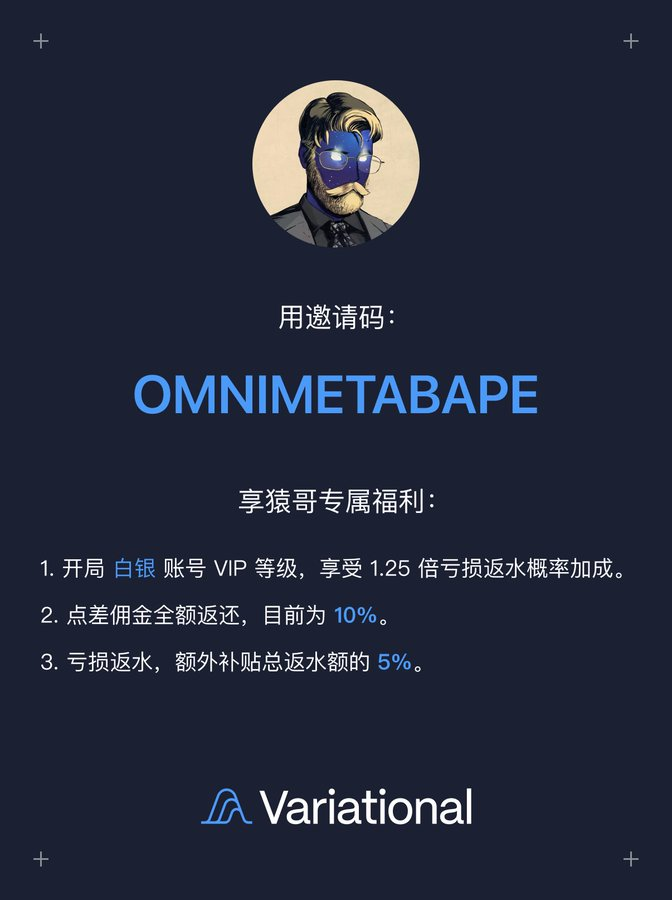 用邀请码：
OMNIMETABAPE
享猿哥专属福利：
1. 开局 白银 账号 VIP 等级，享受 1.25 倍亏损返水概率加成。
2. 点差佣金全额返还，目前为 10%。
3. 亏损返水，额外补贴总返水额的 5%。
Variational